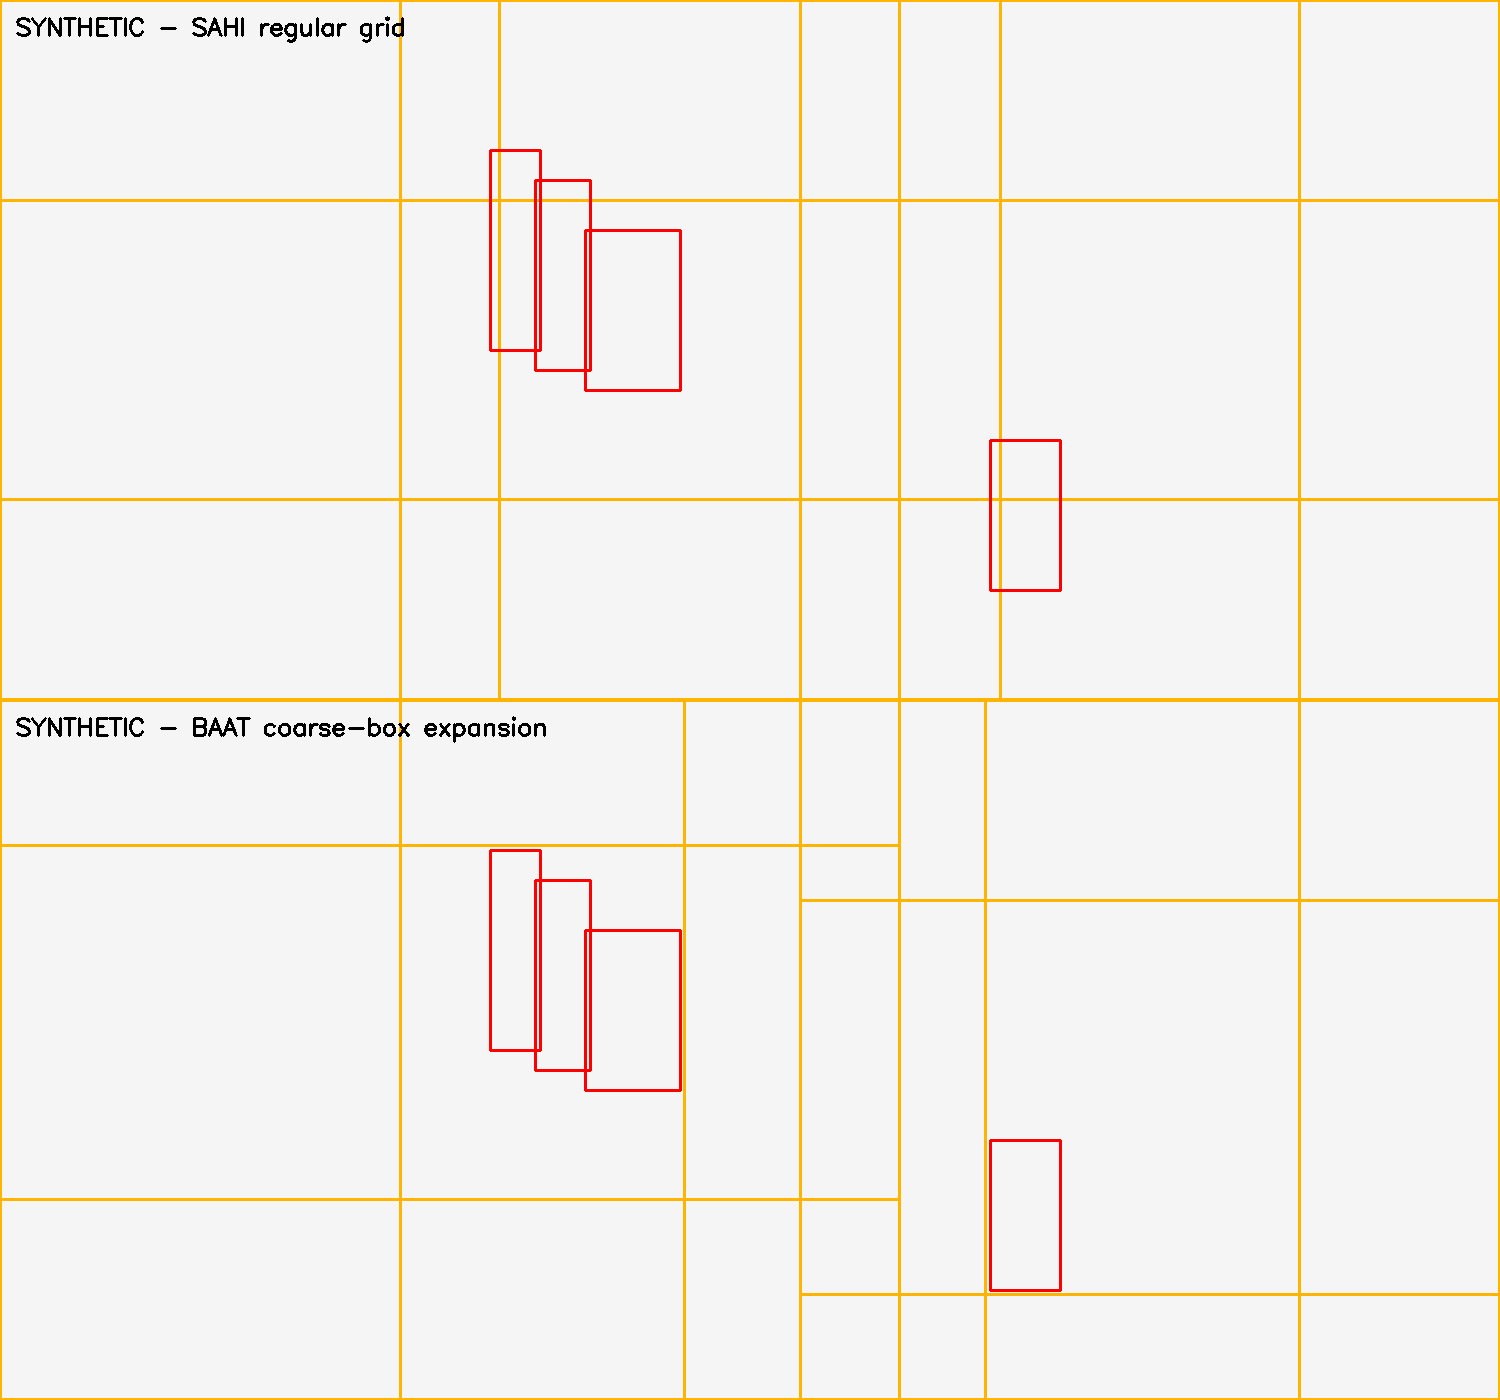 SYNTHETIC - SAHI regular grid
SYNTHETIC - BAAT coarse-box expansion